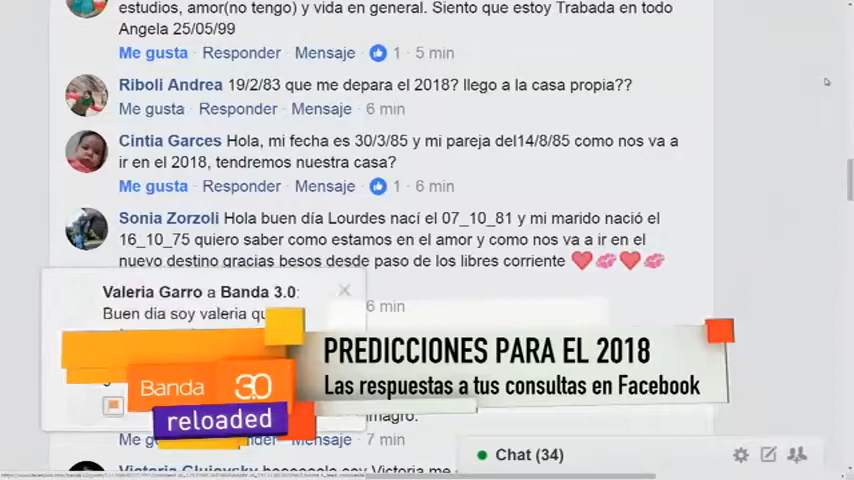 estudios, amor(no tengo) y vida en general. Siento que estoy Trabada en todo
Angela 25/05/99
Me gusta · Responder · Mensaje · 1 · 5 min
Riboli Andrea 19/2/83 que me depara el 2018? llego a la casa propia??
Me gusta · Responder · Mensaje · 6 min
Cintia Garces Hola, mi fecha es 30/3/85 y mi pareja del14/8/85 como nos va a
ir en el 2018, tendremos nuestra casa?
Me gusta · Responder · Mensaje · 1 · 6 min
Sonia Zorzoli Hola buen día Lourdes nací el 07_10_81 y mi marido nació el
16_10_75 quiero saber como estamos en el amor y como nos va a ir en el
nuevo destino gracias besos desde paso de los libres corriente
Valeria Garro a Banda 3.0:
Buen dia soy valeria
6 min
PREDICCIONES PARA EL 2018
Las respuestas a tus consultas en Facebook
Banda 3.0
reloaded
Mensaje · 7 min
Chat (34)